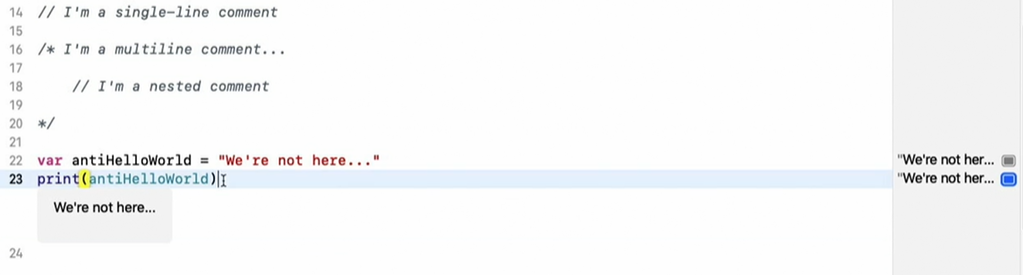 14 // I'm a single-line comment
15
16 /* I'm a multiline comment...
17
18 // I'm a nested comment
19
20 */
21
22 var antiHelloWorld = "We're not here..." "We're not her...
23 print(antiHelloWorld) "We're not her...
We're not here...
24